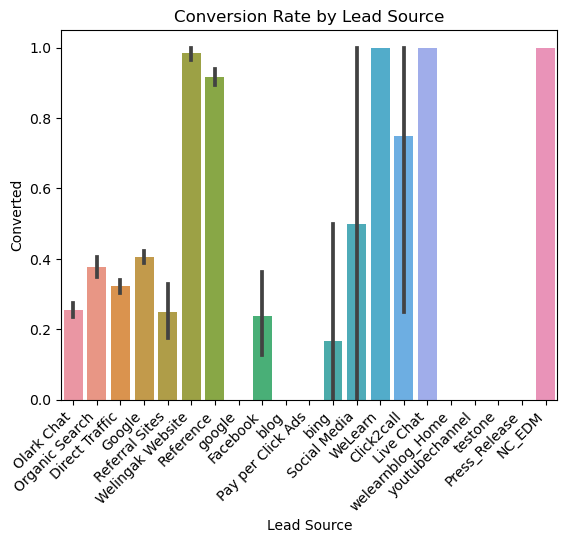 Conversion Rate by Lead Source
Converted
1.0
0.8
0.6
0.4
0.2
0.0
Olark Chat
Organic Search
Direct Traffic
Google
Referral Sites
Welingak Website
Reference
google
Facebook
blog
Pay per Click Ads
bing
Social Media
WeLearn
Click2call
Live Chat
welearnblog_Home
youtubechannel
testone
Press_Release
NC_EDM
Lead Source